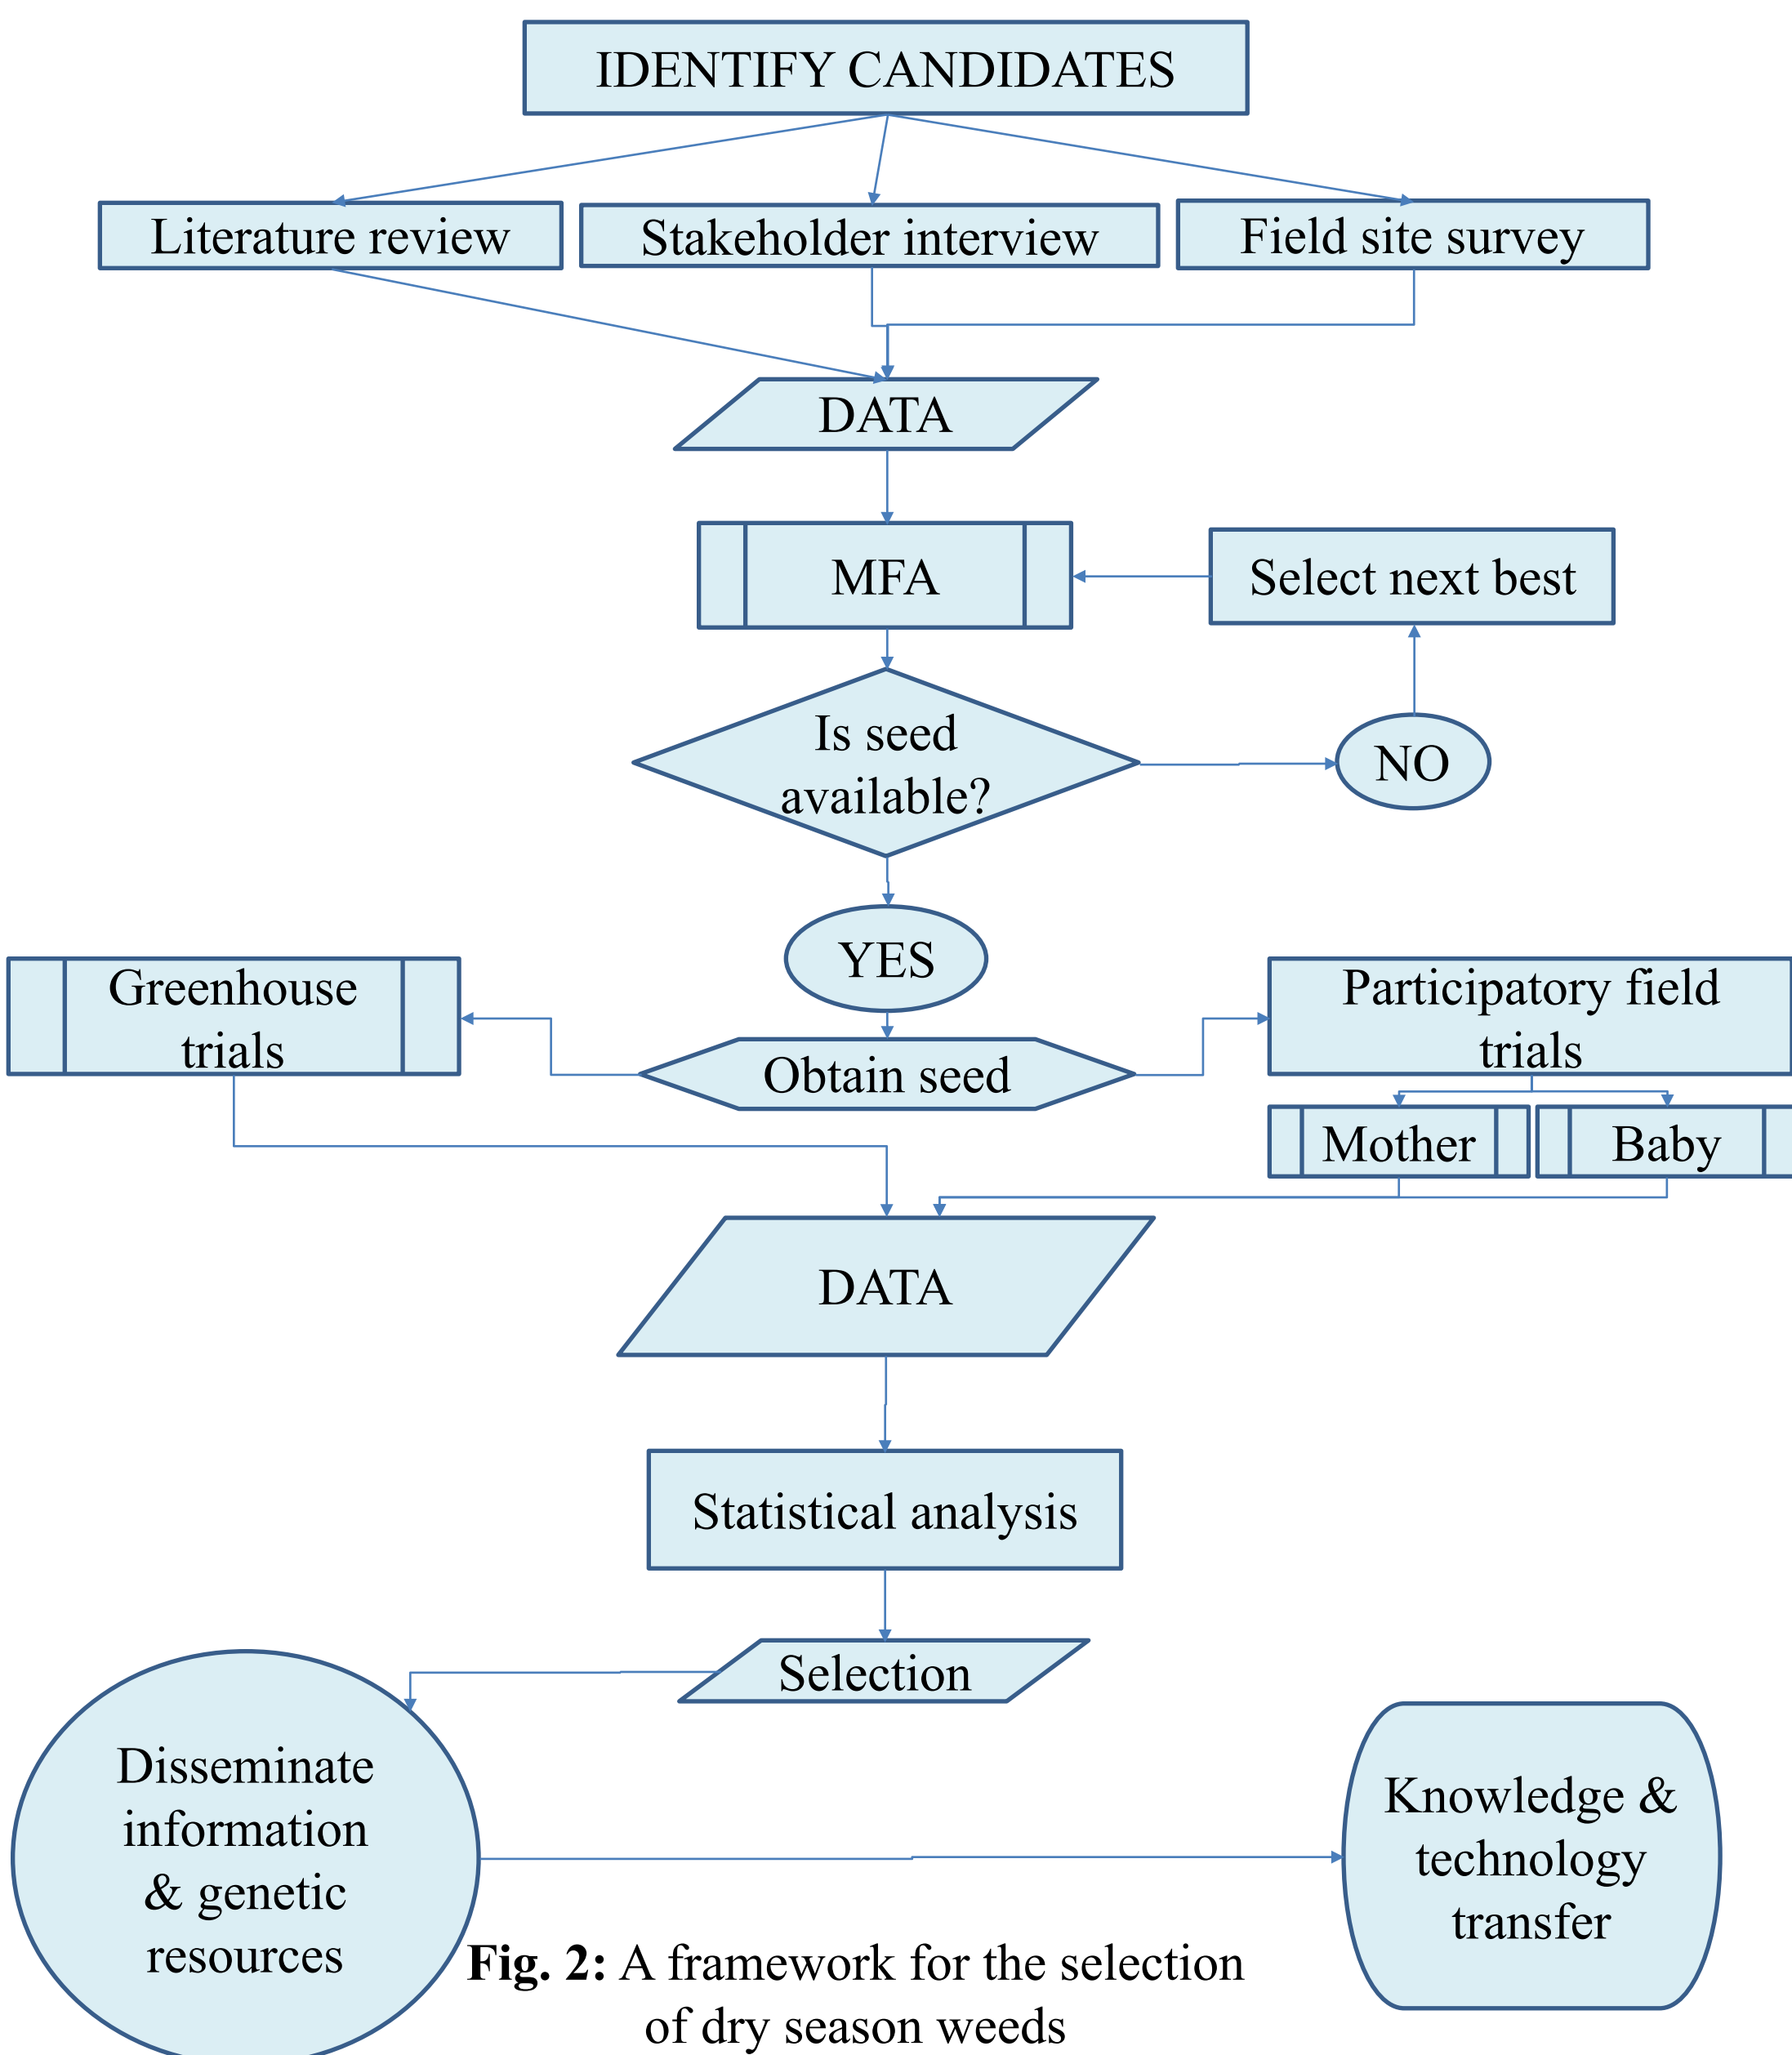 IDENTIFY CANDIDATES
Literature review
Stakeholder interview
Field site survey
DATA
MFA
Select next best
Is seed
available?
NO
YES
Greenhouse
trials
Obtain seed
Participatory field
trials
Mother
Baby
DATA
Statistical analysis
Selection
Disseminate
information
& genetic
resources
Knowledge &
technology
transfer
Fig. 2: A framework for the selection
of dry season weeds